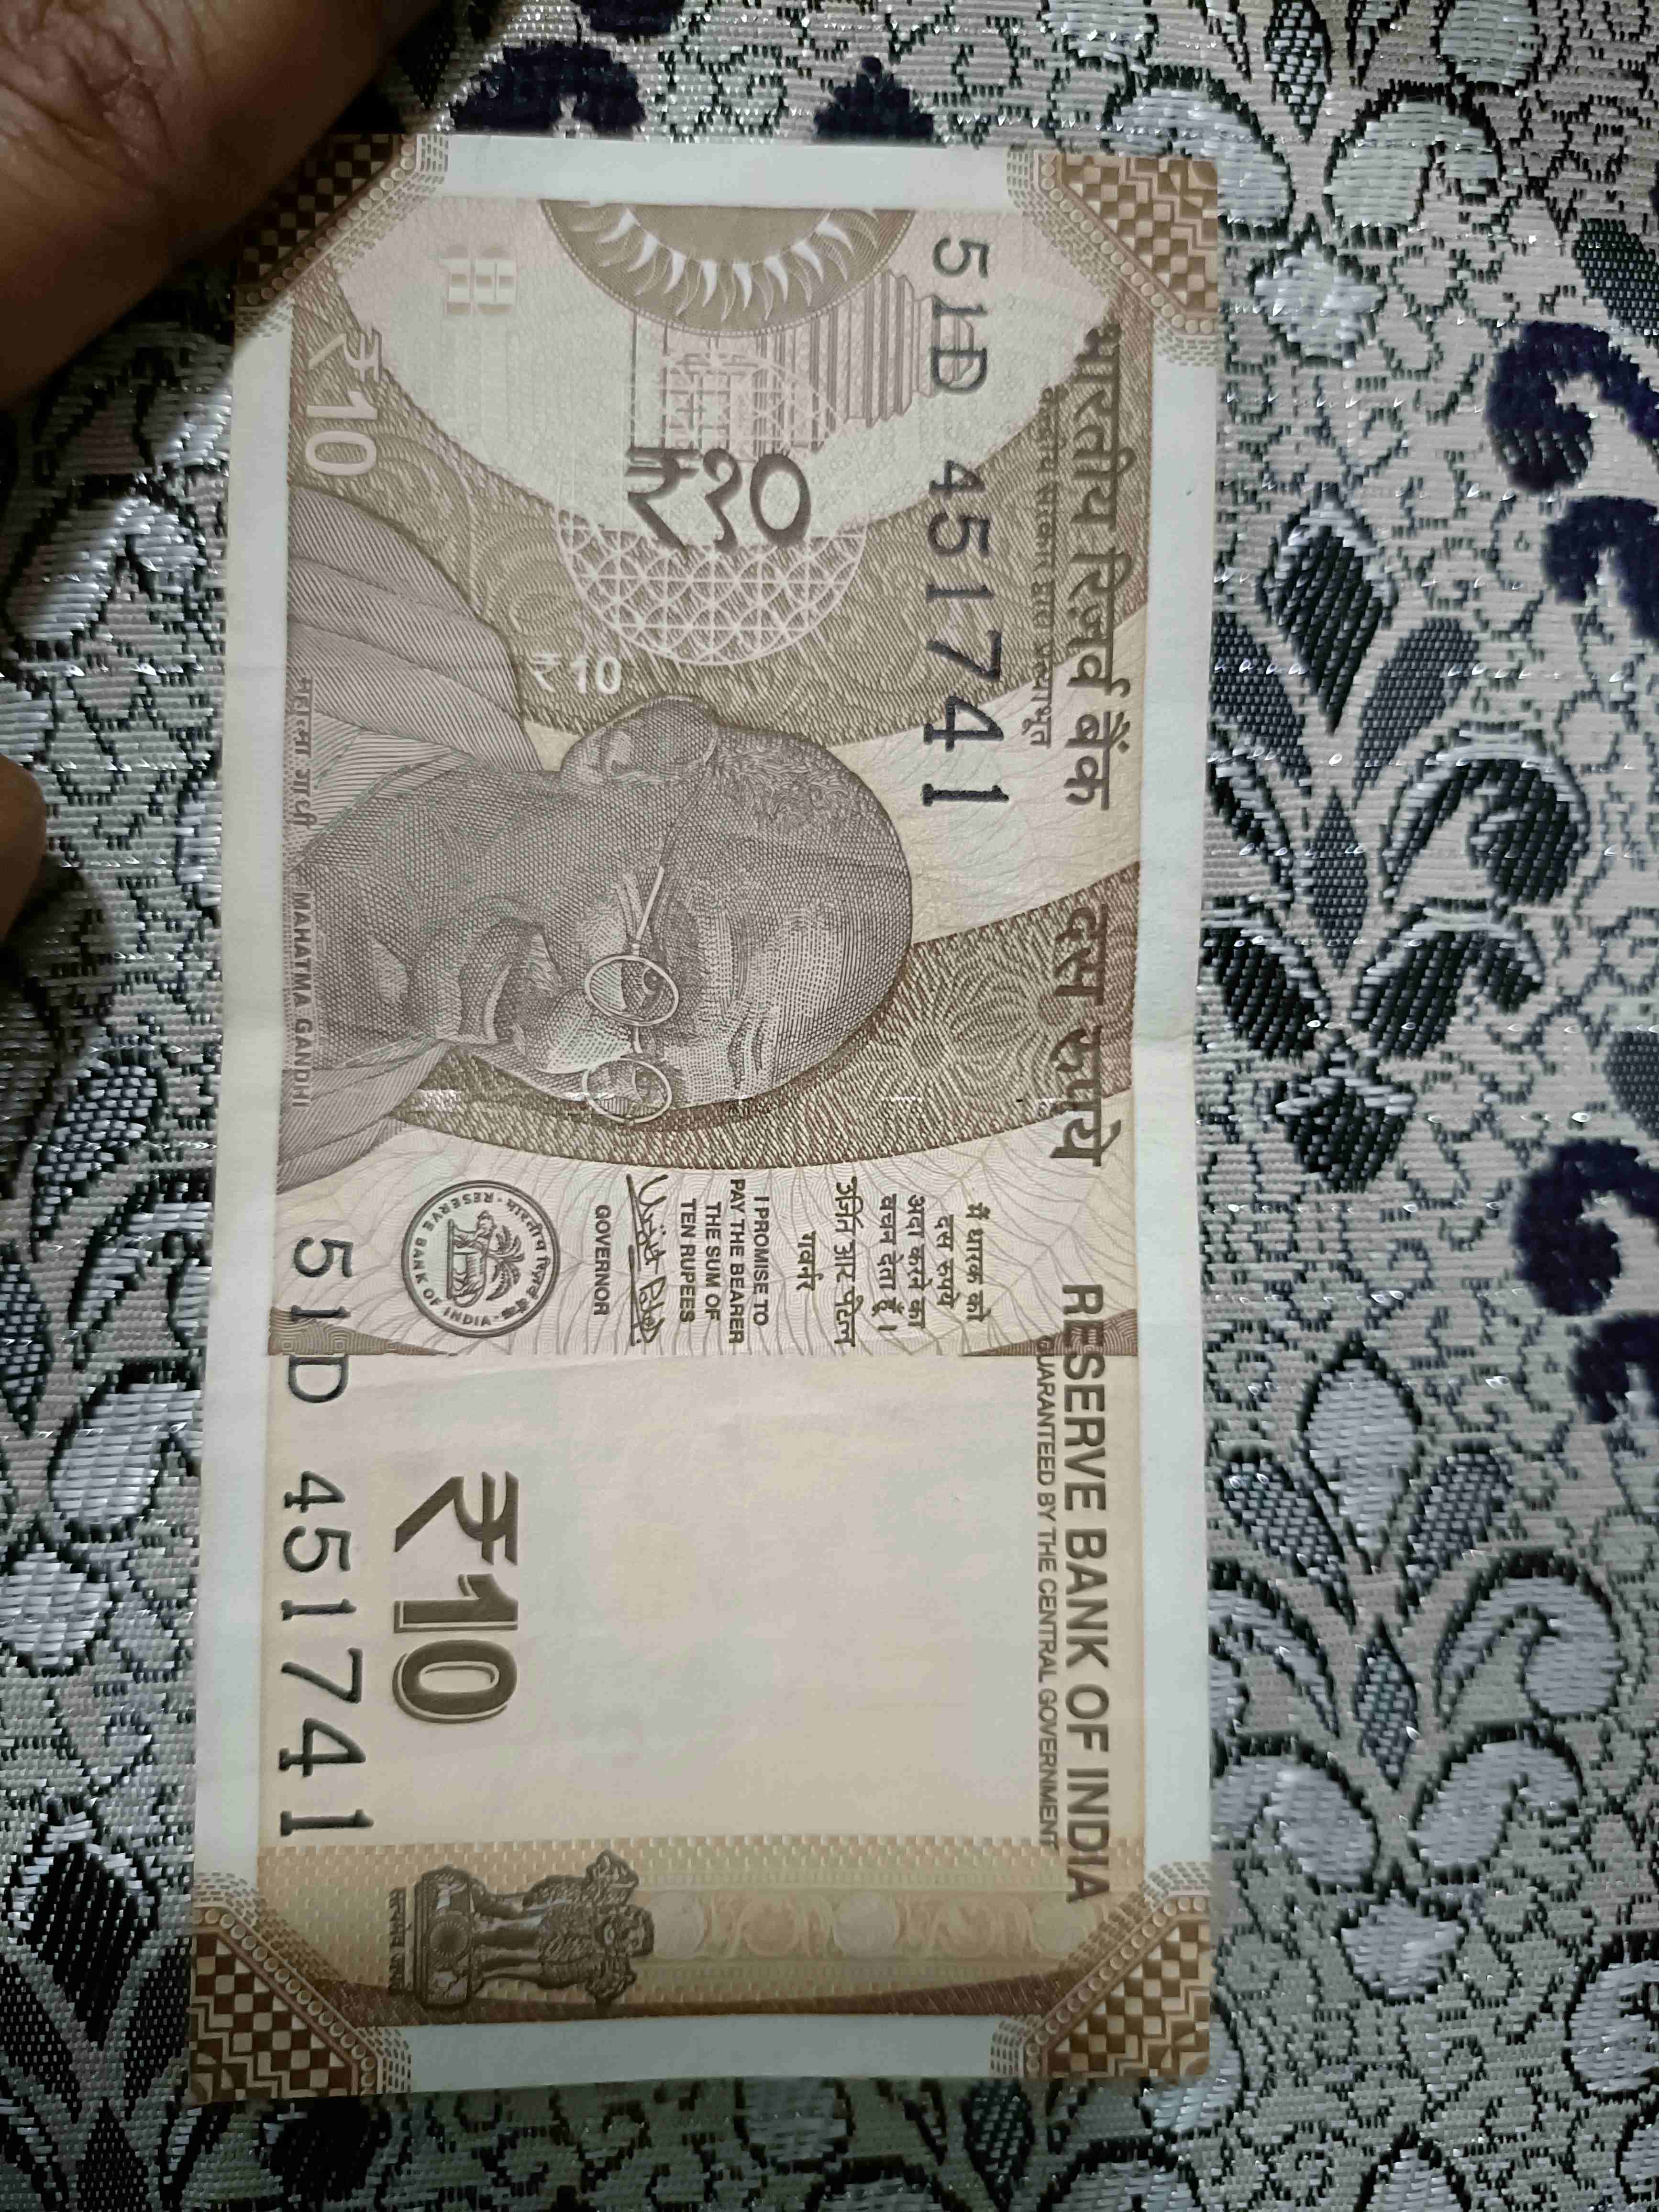 भारतीय रिज़र्व बैंक
केन्द्रीय सरकार द्वारा प्रत्याभूत
दस रुपये
RESERVE BANK OF INDIA
GUARANTEED BY THE CENTRAL GOVERNMENT
51D 451741
₹१०
₹10
₹10
मैं धारक को
दस रुपये
अदा करने का
वचन देता हूँ।
उर्जित आर पटेल
गवर्नर
I PROMISE TO
PAY THE BEARER
THE SUM OF
TEN RUPEES
Urjit Patel
GOVERNOR
भारतीय रिज़र्व बैंक
RESERVE BANK OF INDIA
महात्मा गांधी
MAHATMA GANDHI
₹10
51D 451741
सत्यमेव जयते